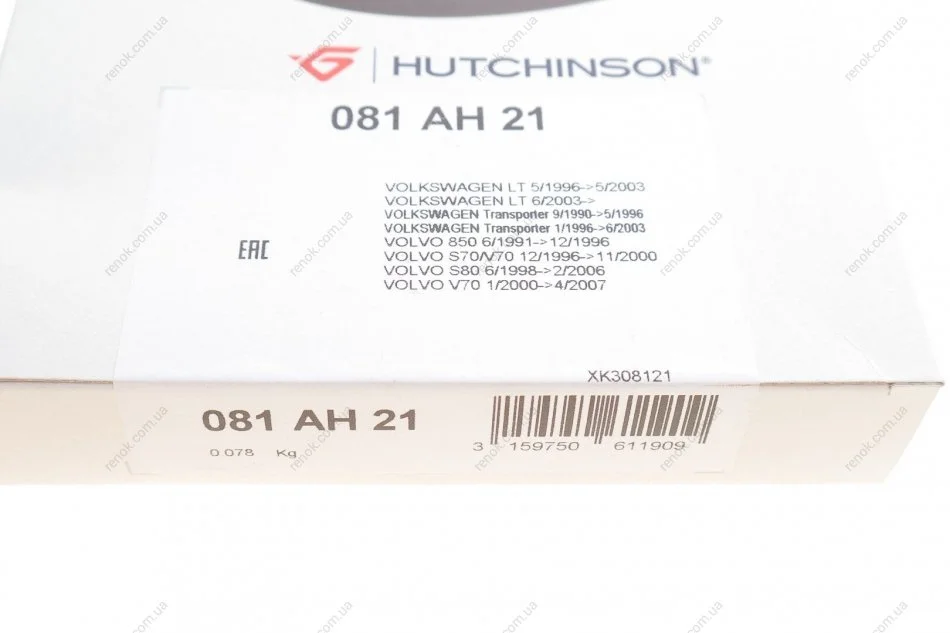 HUTCHINSON®
081 AH 21
VOLKSWAGEN LT 5/1996->5/2003
VOLKSWAGEN LT 6/2003->
VOLKSWAGEN Transporter 9/1990->5/1996
VOLKSWAGEN Transporter 1/1996->6/2003
VOLVO 850 6/1991->12/1996
VOLVO S70/V70 12/1996->11/2000
VOLVO S80 6/1998->2/2006
VOLVO V70 1/2000->4/2007
EAC
XK308121
081 AH 21
0.078 Kg
3 159750 611909
renok.com.ua